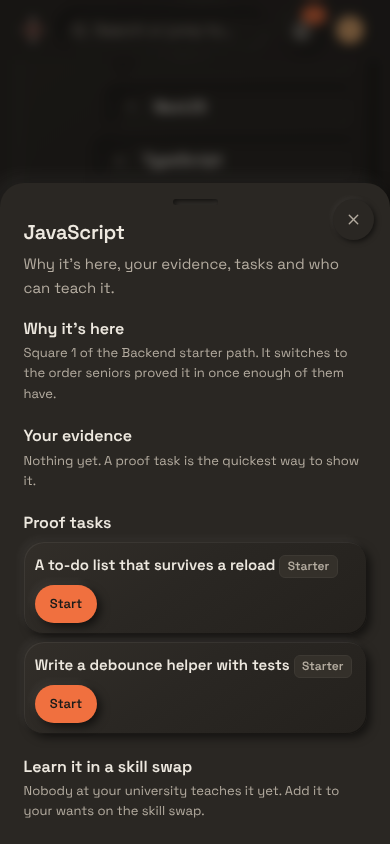 JavaScript
Why it's here, your evidence, tasks and who
can teach it.
Why it's here
Square 1 of the Backend starter path. It switches to
the order seniors proved it in once enough of them
have.
Your evidence
Nothing yet. A proof task is the quickest way to show
it.
Proof tasks
A to-do list that survives a reload Starter
Start
Write a debounce helper with tests Starter
Start
Learn it in a skill swap
Nobody at your university teaches it yet. Add it to
your wants on the skill swap.